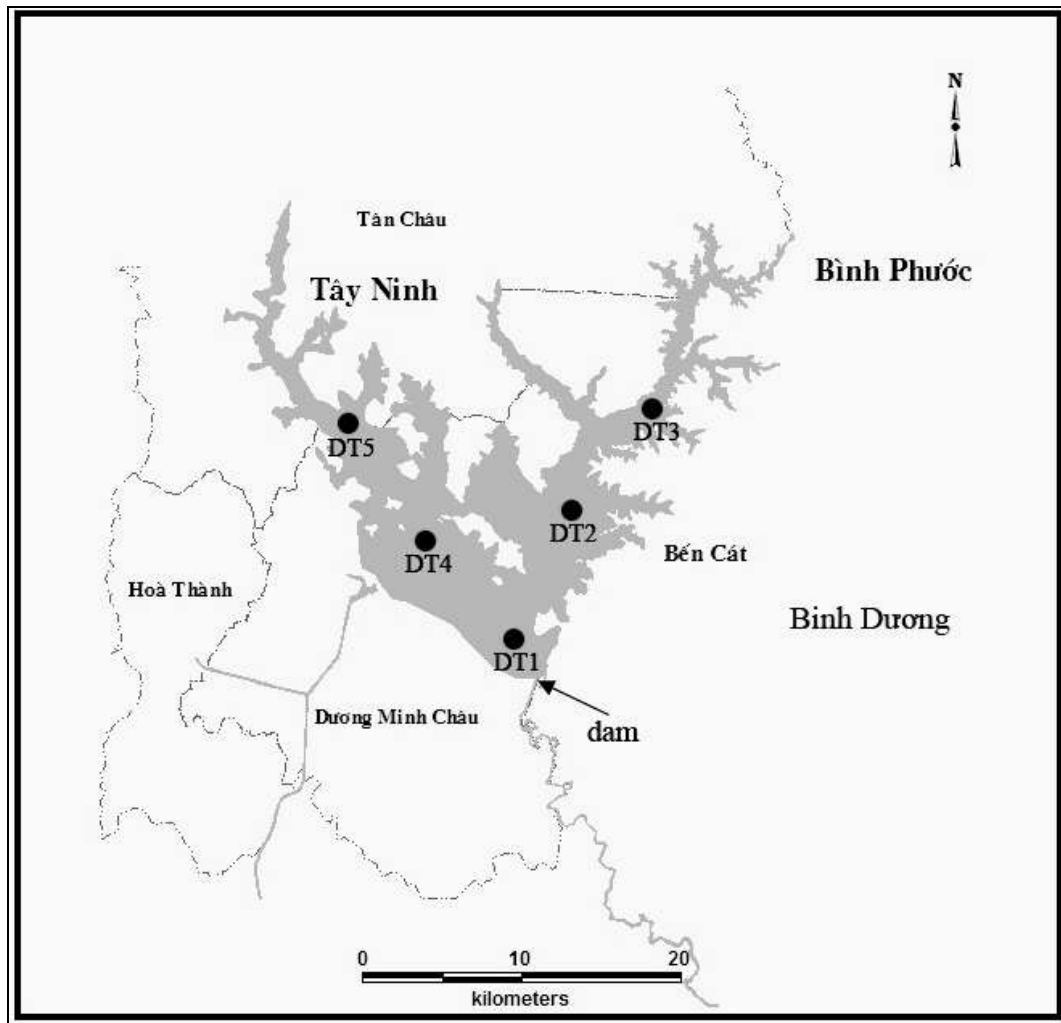 N
Tân Châu
Bình Phước
Tây Ninh
DT3
DT5
DT2
Bến Cát
DT4
Hoà Thành
Binh Dương
DT1
Dương Minh Châu
dam
0 10 20
kilometers